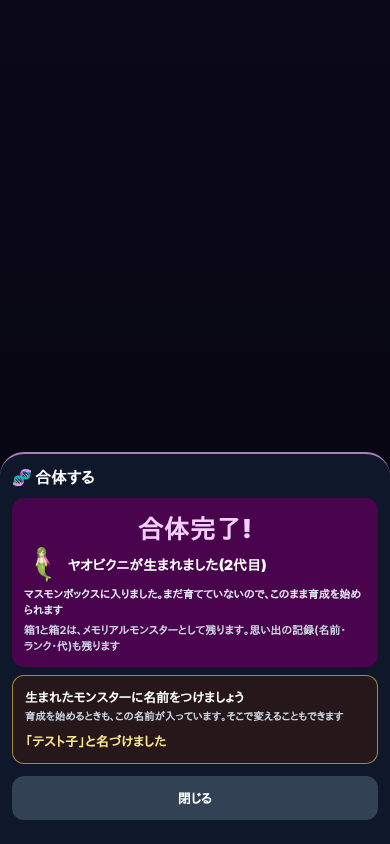 🧬 合体する
合体完了!
ヤオビクニが生まれました(2代目)
マスモンボックスに入りました。まだ育てていないので、このまま育成を始め
られます
箱1と箱2は、メモリアルモンスターとして残ります。思い出の記録(名前・
ランク・代)も残ります
生まれたモンスターに名前をつけましょう
育成を始めるときも、この名前が入っています。そこで変えることもできます
「テスト子」と名づけました
閉じる